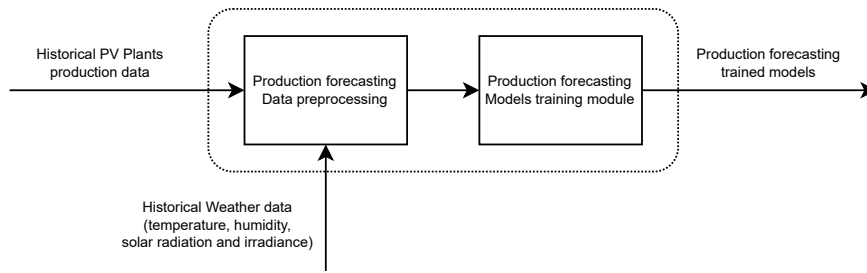 Historical PV Plants
production data
Production forecasting
Data preprocessing
Production forecasting
Models training module
Production forecasting
trained models
Historical Weather data
(temperature, humidity,
solar radiation and irradiance)